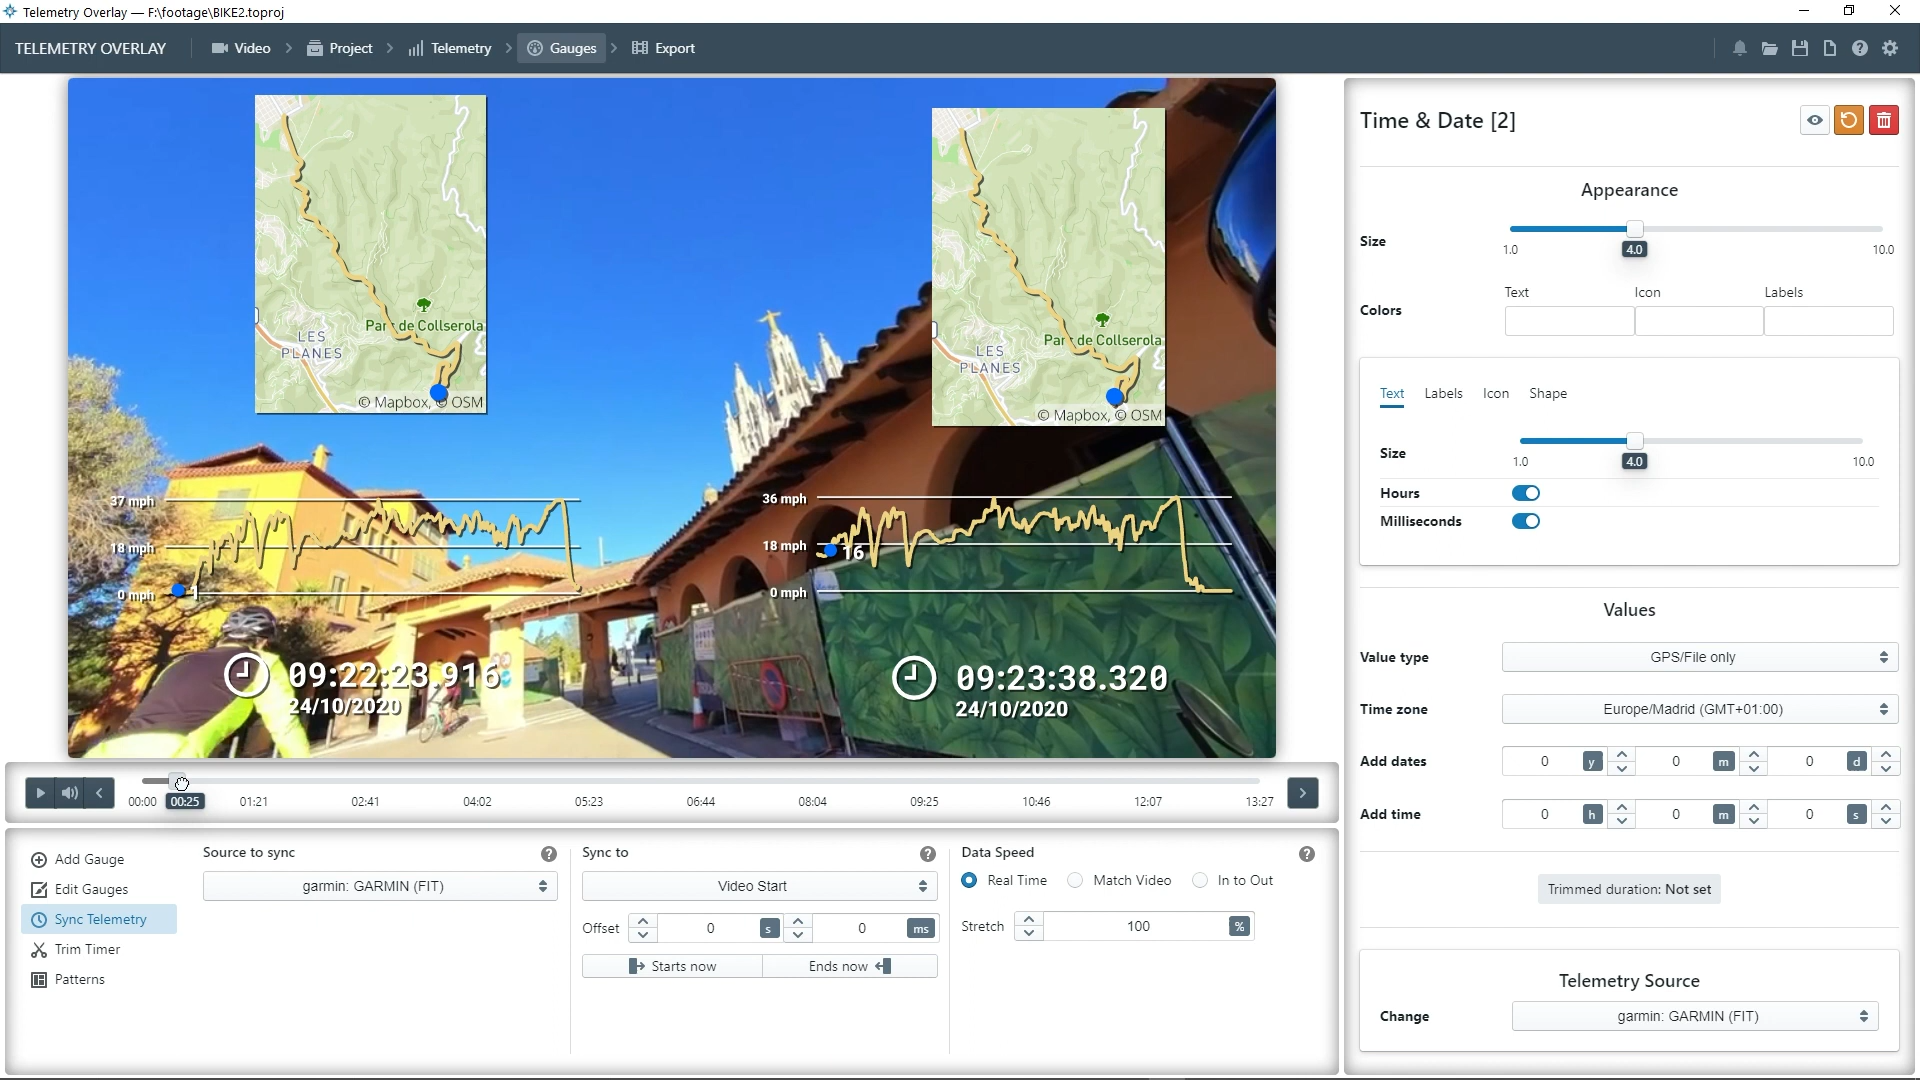 Telemetry Overlay — F:\footage\BIKE2.toproj
TELEMETRY OVERLAY
Video
Project
Telemetry
Gauges
Export
LES PLANES
Parc de Collserola
© Mapbox, © OSM
LES PLANES
Parc de Collserola
© Mapbox, © OSM
37 mph
18 mph
0 mph
1
36 mph
18 mph
0 mph
16
09:22:23.916
24/10/2020
09:23:38.320
24/10/2020
00:00
00:25
01:21
02:41
04:02
05:23
06:44
08:04
09:25
10:46
12:07
13:27
Add Gauge
Edit Gauges
Sync Telemetry
Trim Timer
Patterns
Source to sync
garmin: GARMIN (FIT)
Sync to
Video Start
Offset 0 s 0 ms
Starts now
Ends now
Data Speed
Real Time
Match Video
In to Out
Stretch 100 %
Time & Date [2]
Appearance
Size
1.0 4.0 10.0
Colors
Text Icon Labels
Text Labels Icon Shape
Size
1.0 4.0 10.0
Hours
Milliseconds
Values
Value type GPS/File only
Time zone Europe/Madrid (GMT+01:00)
Add dates 0 y 0 m 0 d
Add time 0 h 0 m 0 s
Trimmed duration: Not set
Telemetry Source
Change garmin: GARMIN (FIT)